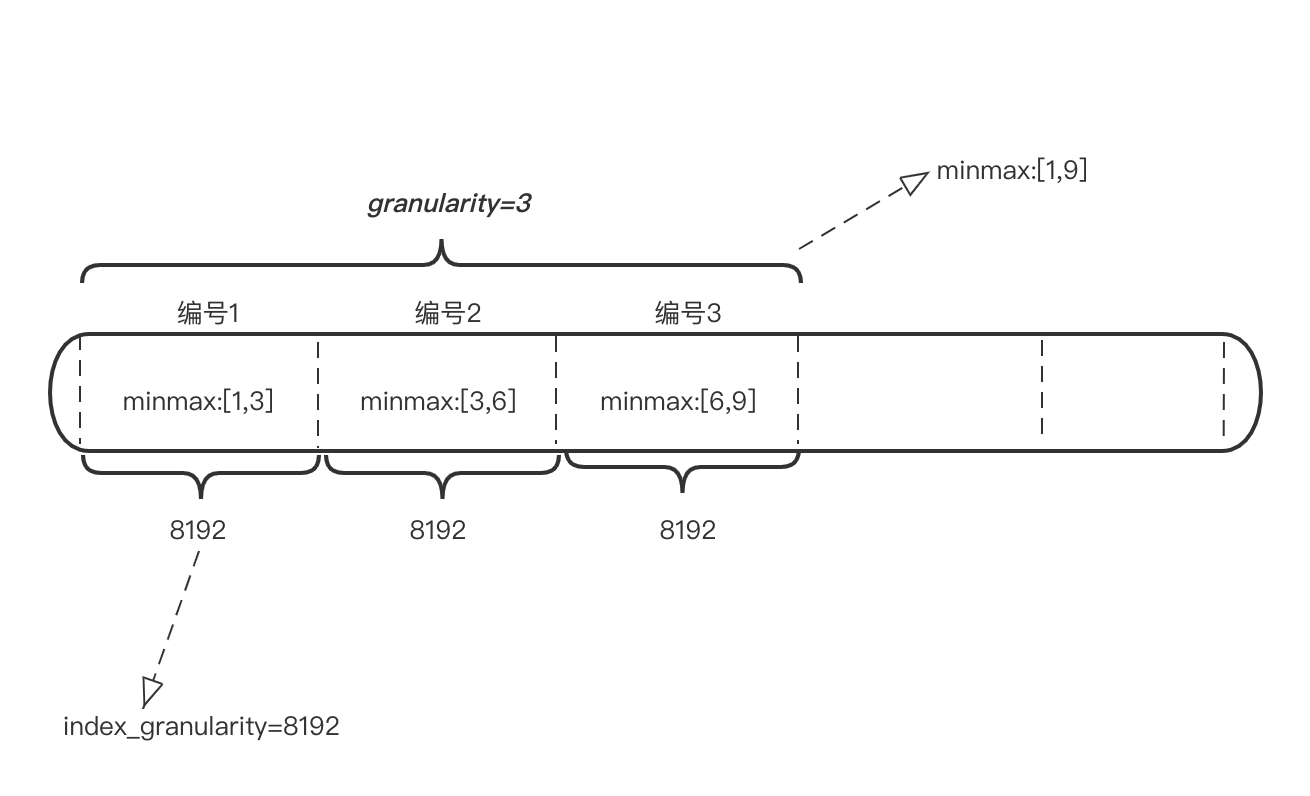 minmax:[1,9]
granularity=3
编号1
编号2
编号3
minmax:[1,3]
minmax:[3,6]
minmax:[6,9]
8192
8192
8192
index_granularity=8192